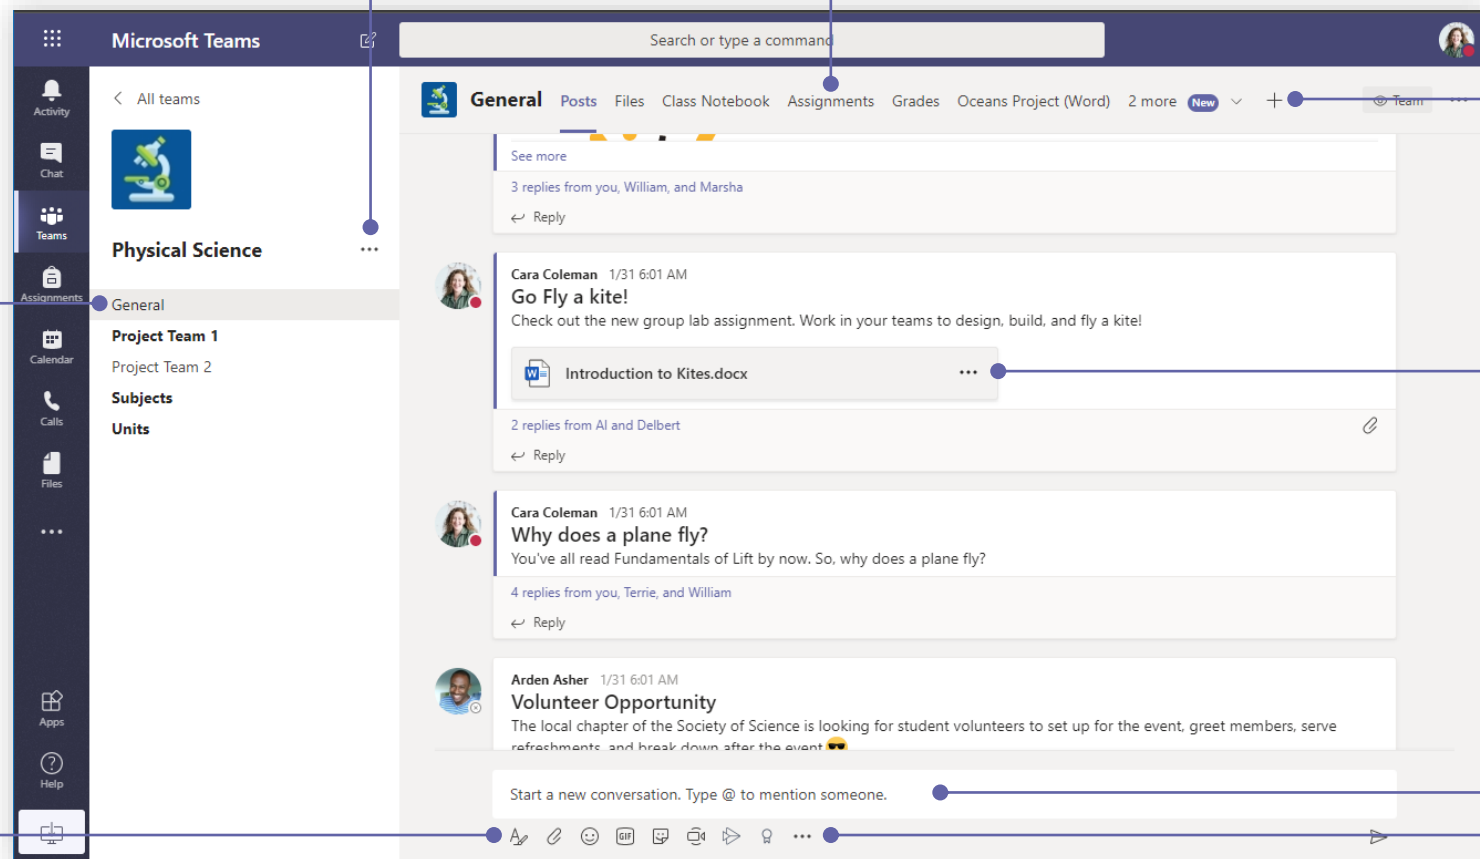 Microsoft Teams
Search or type a command
Activity
Chat
Teams
Assignments
Calendar
Calls
Files
Apps
Help
All teams
Physical Science
General
Project Team 1
Project Team 2
Subjects
Units
General Posts Files Class Notebook Assignments Grades Oceans Project (Word) 2 more New
Team
See more
3 replies from you, William, and Marsha
Reply
Cara Coleman 1/31 6:01 AM
Go Fly a kite!
Check out the new group lab assignment. Work in your teams to design, build, and fly a kite!
Introduction to Kites.docx
2 replies from Al and Delbert
Reply
Cara Coleman 1/31 6:01 AM
Why does a plane fly?
You've all read Fundamentals of Lift by now. So, why does a plane fly?
4 replies from you, Terrie, and William
Reply
Arden Asher 1/31 6:01 AM
Volunteer Opportunity
The local chapter of the Society of Science is looking for student volunteers to set up for the event, greet members, serve
refreshments, and break down after the event
Start a new conversation. Type @ to mention someone.
GIF